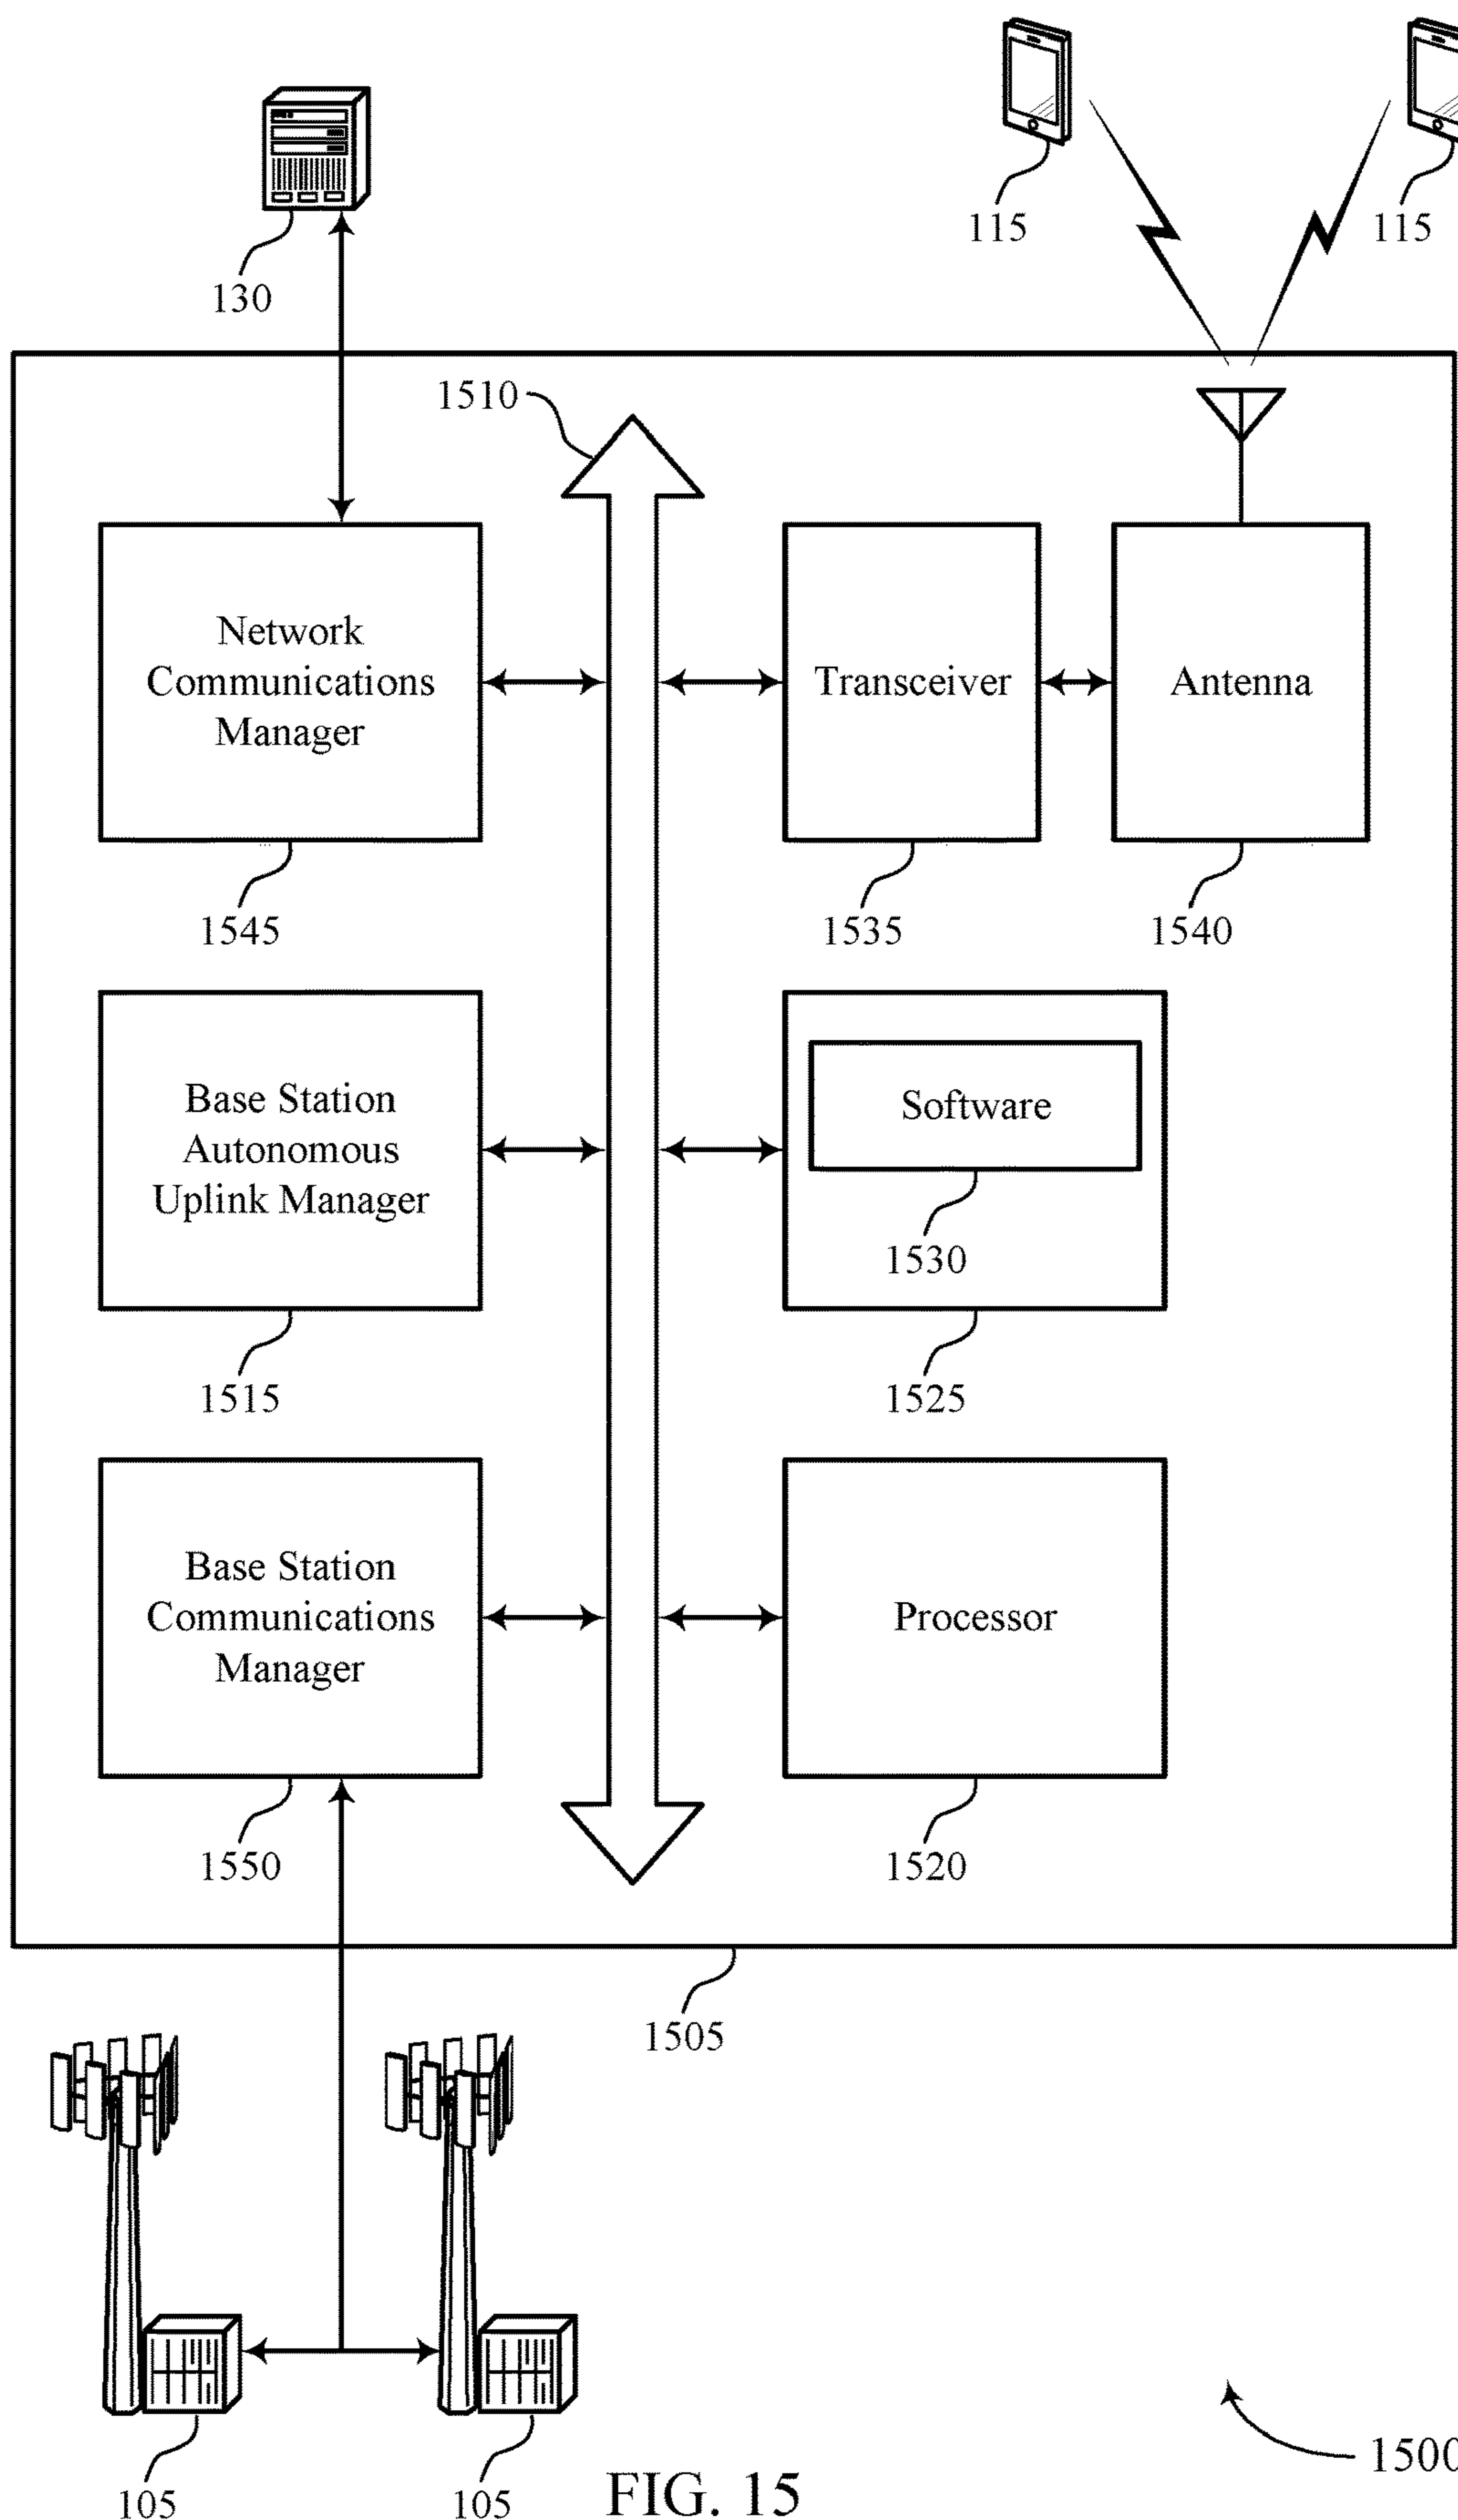 115
115
130
1510
Network
Communications
Manager
Transceiver
Antenna
1545
1535
1540
Base Station
Autonomous
Uplink Manager
Software
1530
1515
1525
Base Station
Communications
Manager
Processor
1550
1520
1505
1500
105
105
FIG. 15